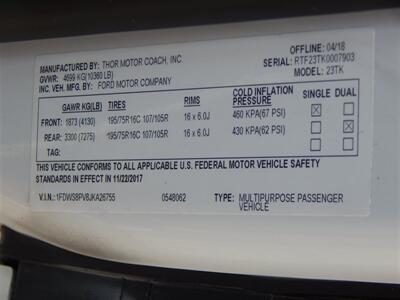 OFFLINE: 04/18
MANUFACTURED BY: THOR MOTOR COACH, INC
SERIAL: RTF23TK0007903
GVWR: 4699 KG(10360 LB)
MODEL: 23TK
INC. VEH. MFG. BY: FORD MOTOR COMPANY
GAWR KG(LB) TIRES RIMS COLD INFLATION PRESSURE SINGLE DUAL
FRONT: 1873 (4130) 195/75R16C 107/105R 16 x 6.0J 460 KPA(67 PSI) ☒ ☐
REAR: 3300 (7275) 195/75R16C 107/105R 16 x 6.0J 430 KPA(62 PSI) ☐ ☒
TAG: ☐
THIS VEHICLE CONFORMS TO ALL APPLICABLE U.S. FEDERAL MOTOR VEHICLE SAFETY
STANDARDS IN EFFECT IN 11/22/2017
V.I.N.: 1FDWS8PV8JKA26755 0548062 TYPE: MULTIPURPOSE PASSENGER
VEHICLE